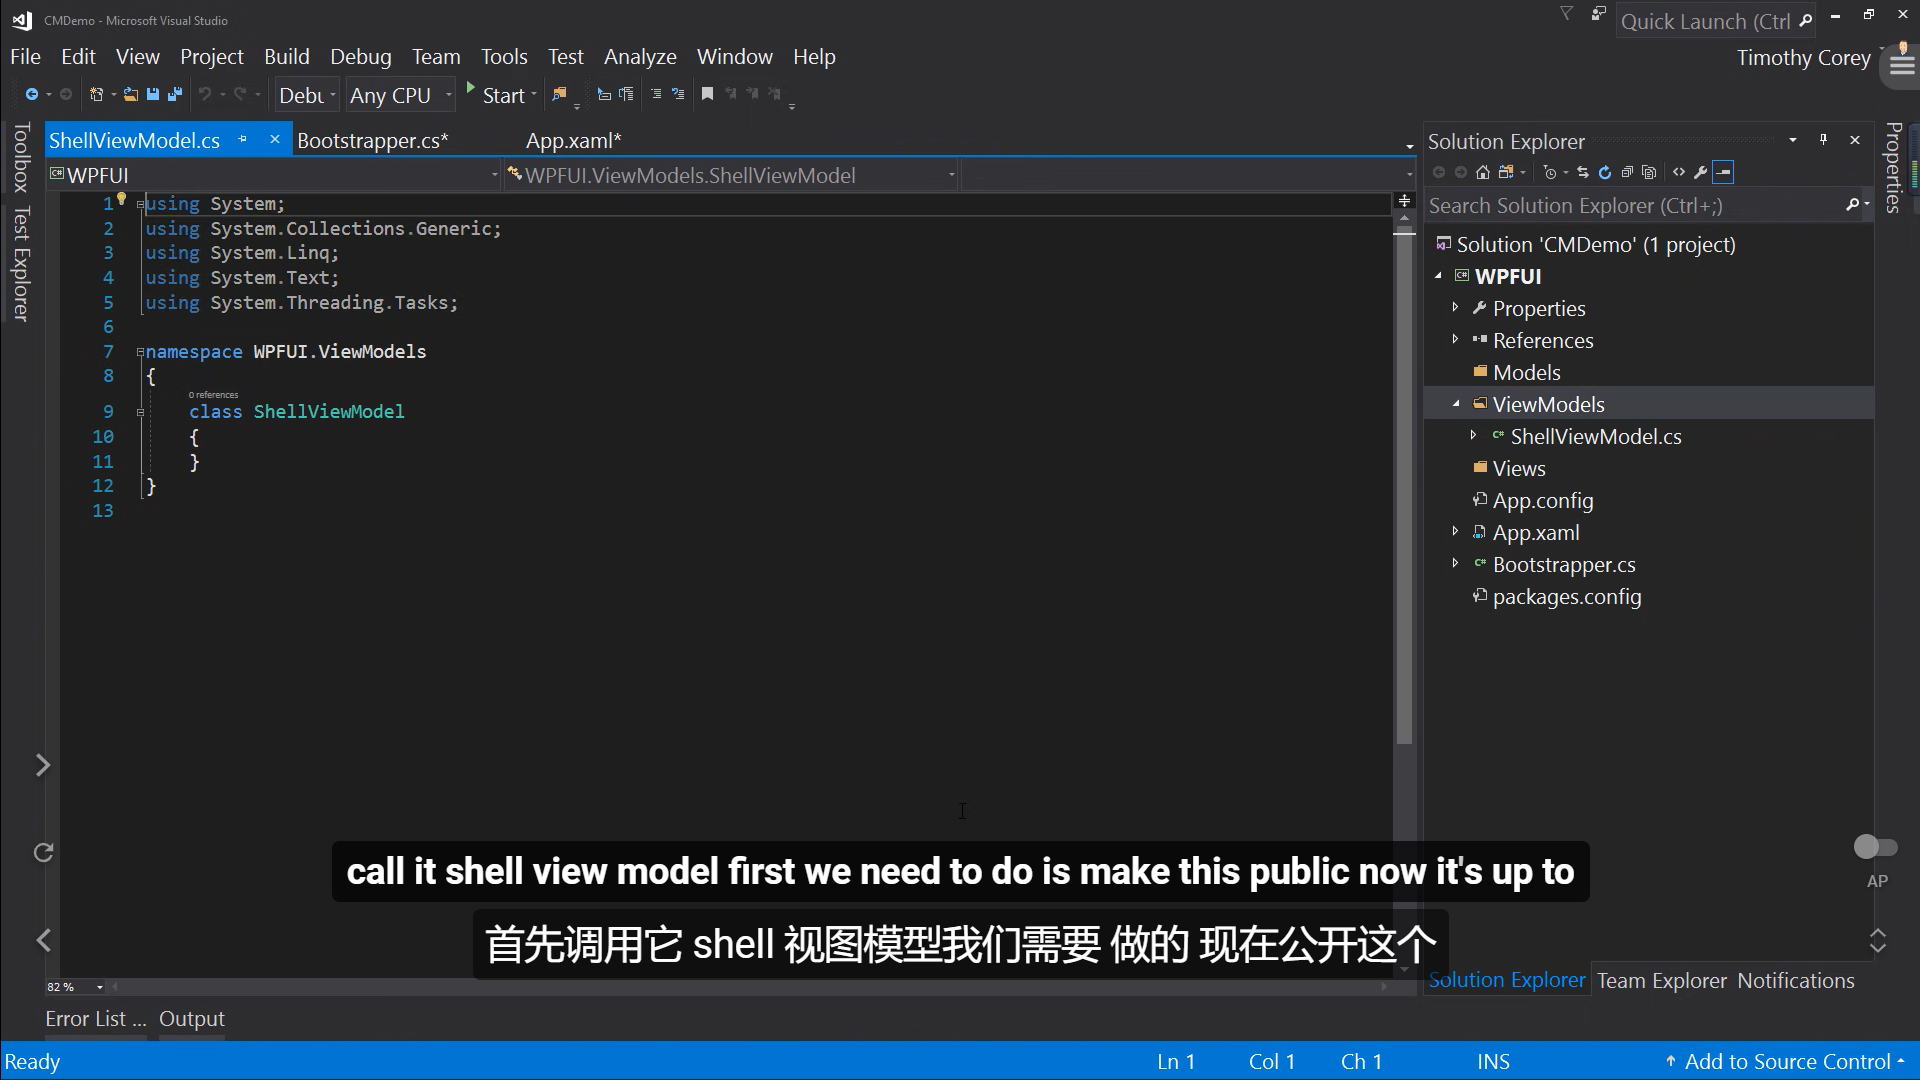 CMDemo - Microsoft Visual Studio
Quick Launch (Ctrl
File Edit View Project Build Debug Team Tools Test Analyze Window Help
Timothy Corey
Debu Any CPU Start
Toolbox
Test Explorer
ShellViewModel.cs Bootstrapper.cs* App.xaml*
WPFUI WPFUI.ViewModels.ShellViewModel
1 using System;
2 using System.Collections.Generic;
3 using System.Linq;
4 using System.Text;
5 using System.Threading.Tasks;
6
7 namespace WPFUI.ViewModels
8 {
0 references
9 class ShellViewModel
10 {
11 }
12 }
13
Solution Explorer
Search Solution Explorer (Ctrl+;)
Solution 'CMDemo' (1 project)
WPFUI
Properties
References
Models
ViewModels
ShellViewModel.cs
Views
App.config
App.xaml
Bootstrapper.cs
packages.config
Properties
AP
call it shell view model first we need to do is make this public now it's up to
首先调用它 shell 视图模型我们需要 做的 现在公开这个
82 %
Solution Explorer Team Explorer Notifications
Error List ... Output
Ready Ln 1 Col 1 Ch 1 INS Add to Source Control